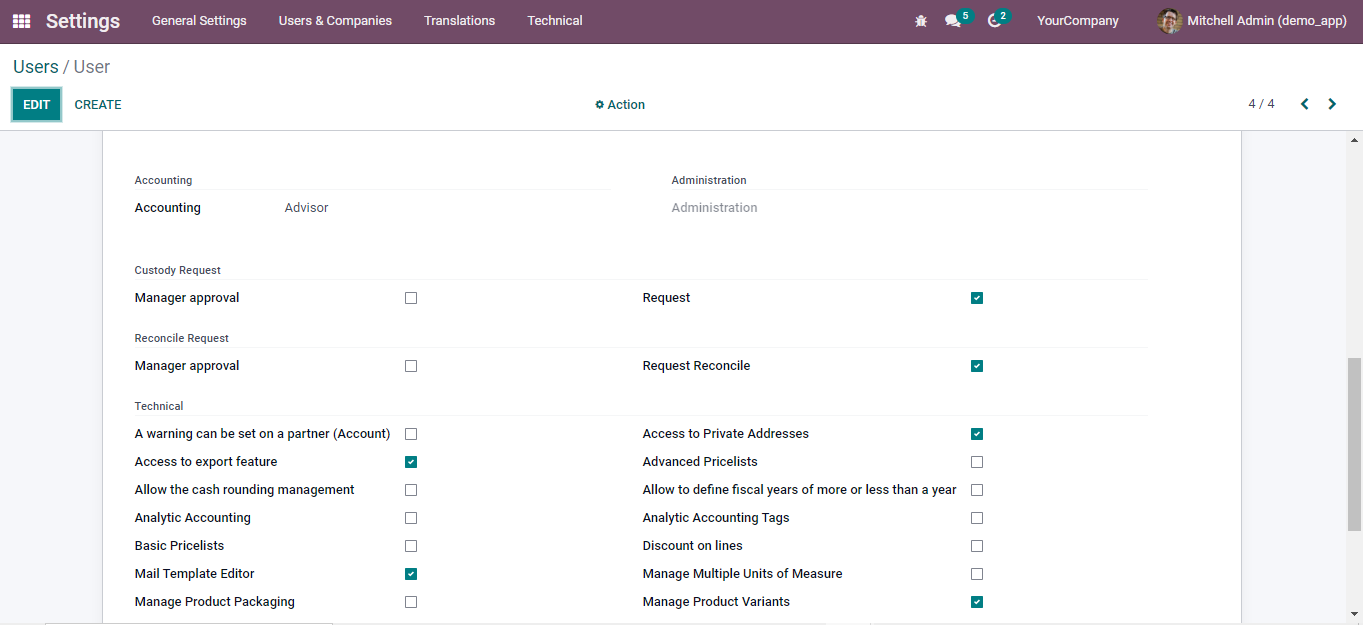 Settings General Settings Users & Companies Translations Technical 5 2 YourCompany Mitchell Admin (demo_app)
Users / User
EDIT CREATE Action 4 / 4
Accounting Administration
Accounting Advisor Administration
Custody Request
Manager approval Request
Reconcile Request
Manager approval Request Reconcile
Technical
A warning can be set on a partner (Account) Access to Private Addresses
Access to export feature Advanced Pricelists
Allow the cash rounding management Allow to define fiscal years of more or less than a year
Analytic Accounting Analytic Accounting Tags
Basic Pricelists Discount on lines
Mail Template Editor Manage Multiple Units of Measure
Manage Product Packaging Manage Product Variants